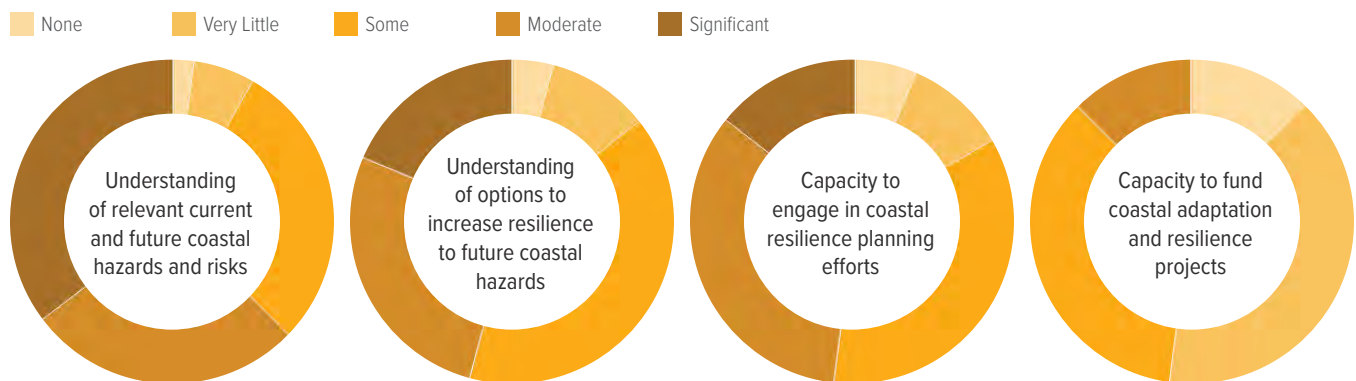 None
Very Little
Some
Moderate
Significant
Understanding
of relevant current
and future coastal
hazards and risks
Understanding
of options to
increase resilience
to future coastal
hazards
Capacity to
engage in coastal
resilience planning
efforts
Capacity to fund
coastal adaptation
and resilience
projects